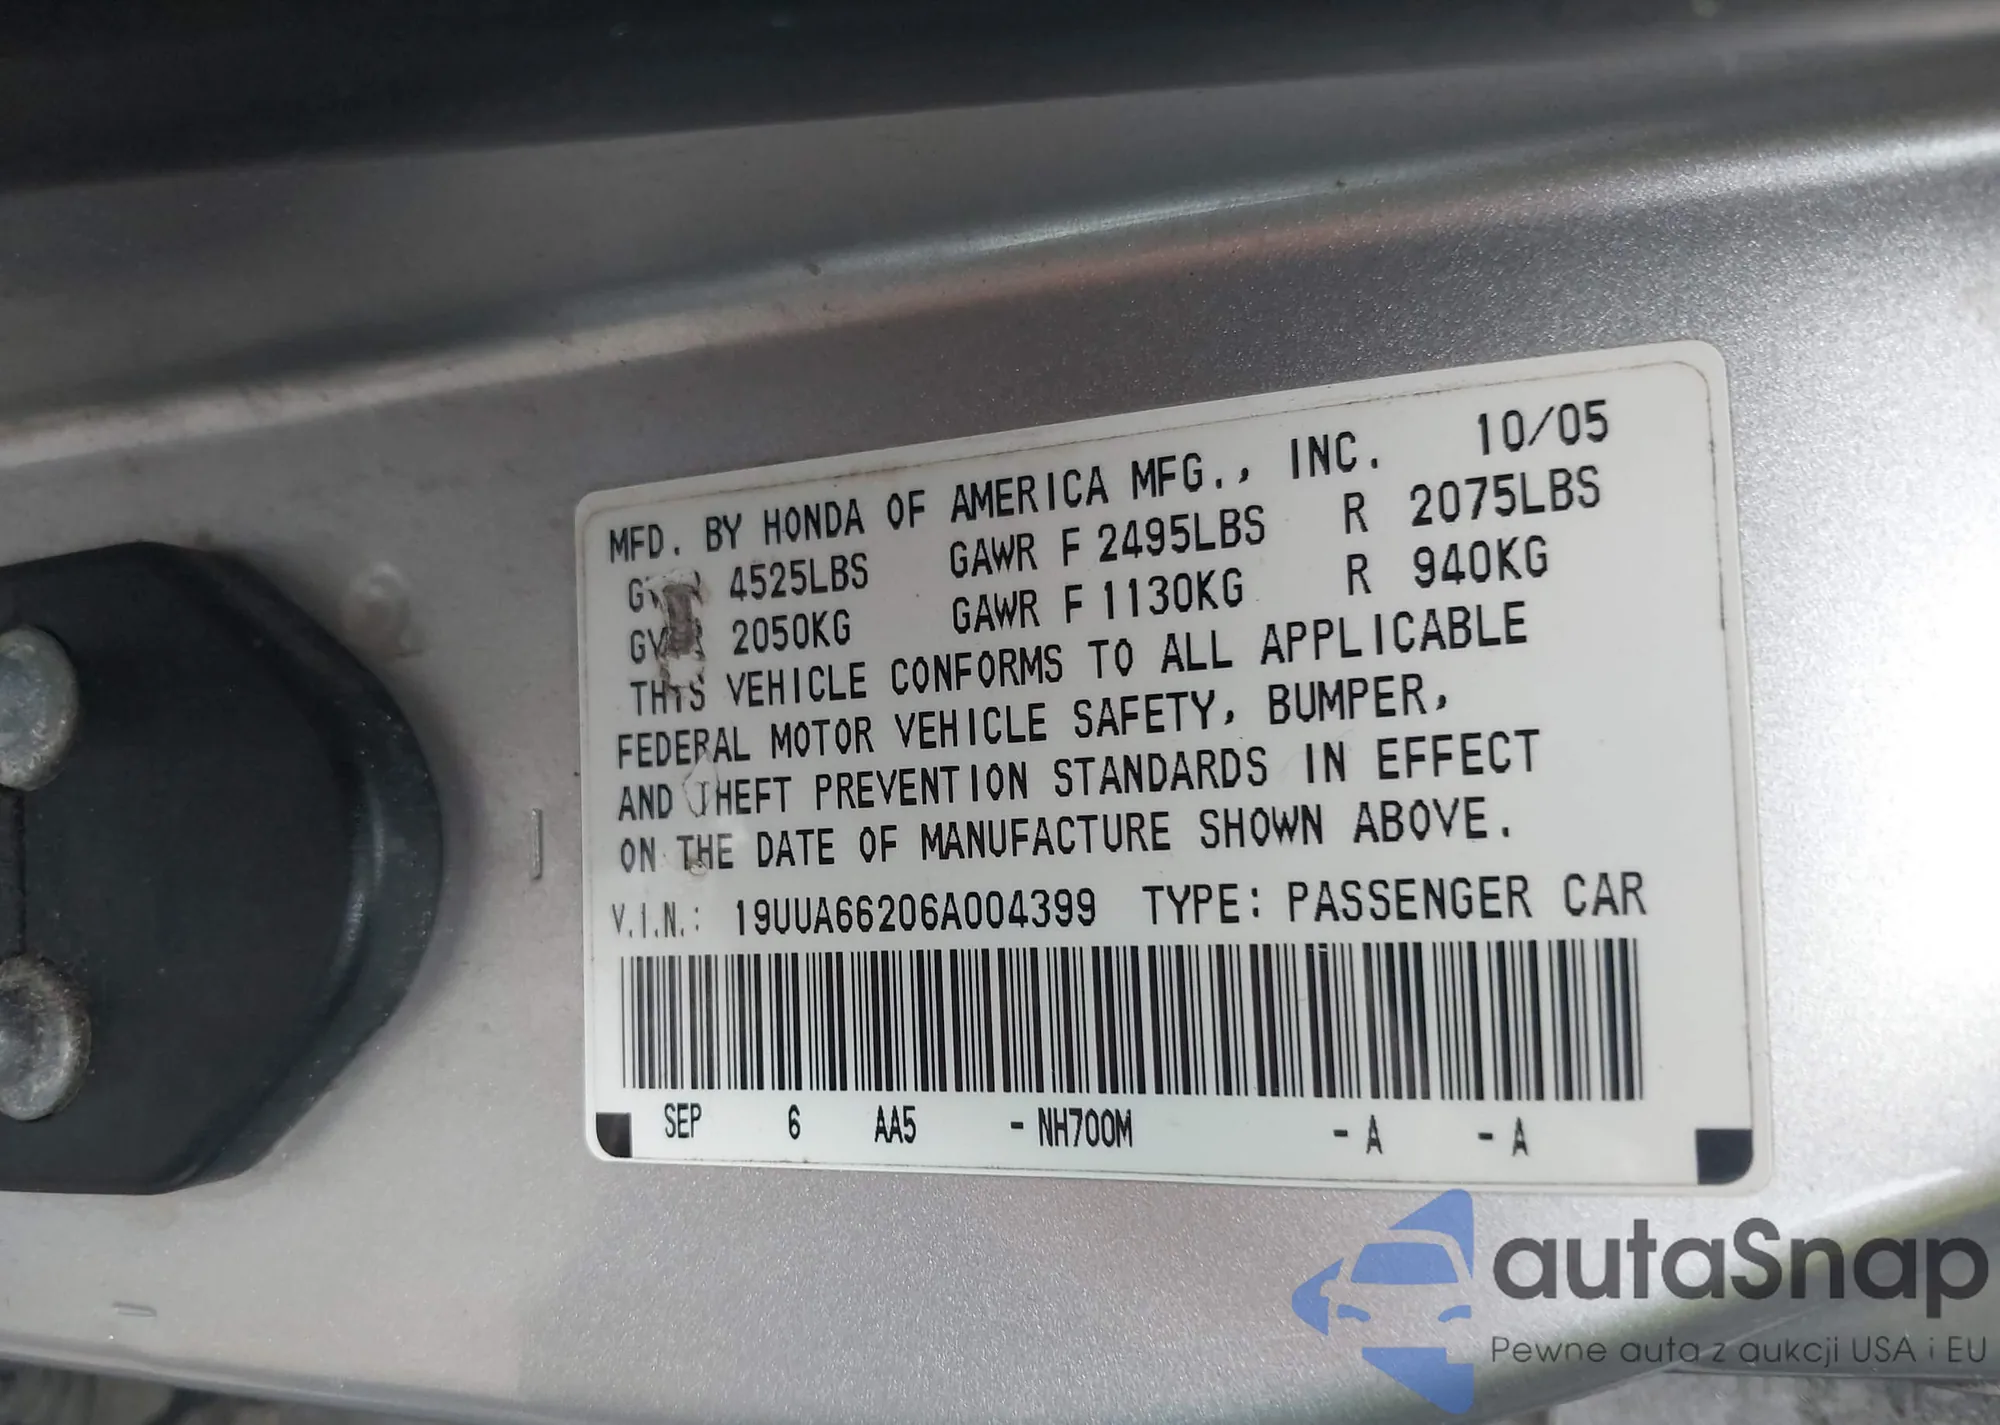 MFD. BY HONDA OF AMERICA MFG., INC. 10/05
4525LBS GAWR F 2495LBS R 2075LBS
2050KG GAWR F 1130KG R 940KG
THIS VEHICLE CONFORMS TO ALL APPLICABLE
FEDERAL MOTOR VEHICLE SAFETY, BUMPER,
AND THEFT PREVENTION STANDARDS IN EFFECT
ON THE DATE OF MANUFACTURE SHOWN ABOVE.
V.I.N.: 19UUA66206A004399 TYPE: PASSENGER CAR
SEP 6 AA5 -NH700M -A -A
autaSnap
Pewne auta z aukcji USA i EU